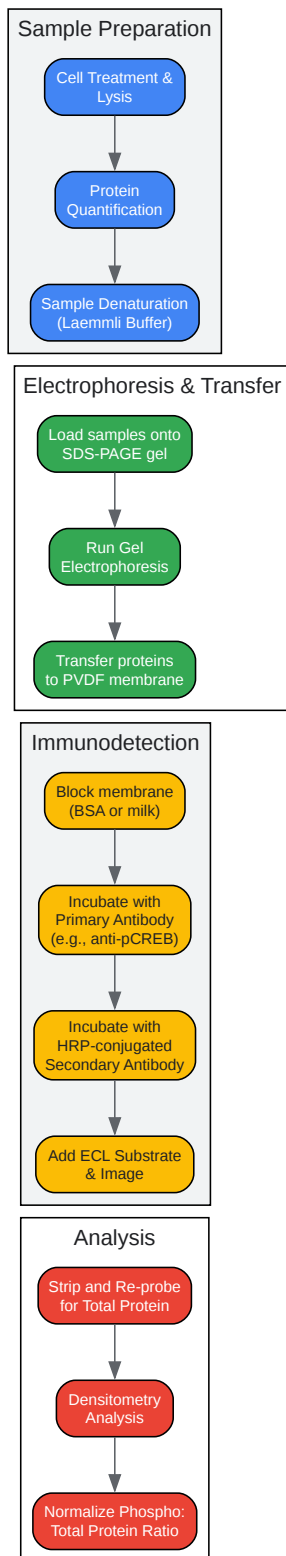 Sample Preparation
Cell Treatment &
Lysis
Protein
Quantification
Sample Denaturation
(Laemmli Buffer)
Electrophoresis & Transfer
Load samples onto
SDS-PAGE gel
Run Gel
Electrophoresis
Transfer proteins
to PVDF membrane
Immunodetection
Block membrane
(BSA or milk)
Incubate with
Primary Antibody
(e.g., anti-pCREB)
Incubate with
HRP-conjugated
Secondary Antibody
Add ECL Substrate
& Image
Analysis
Strip and Re-probe
for Total Protein
Densitometry
Analysis
Normalize Phospho:
Total Protein Ratio